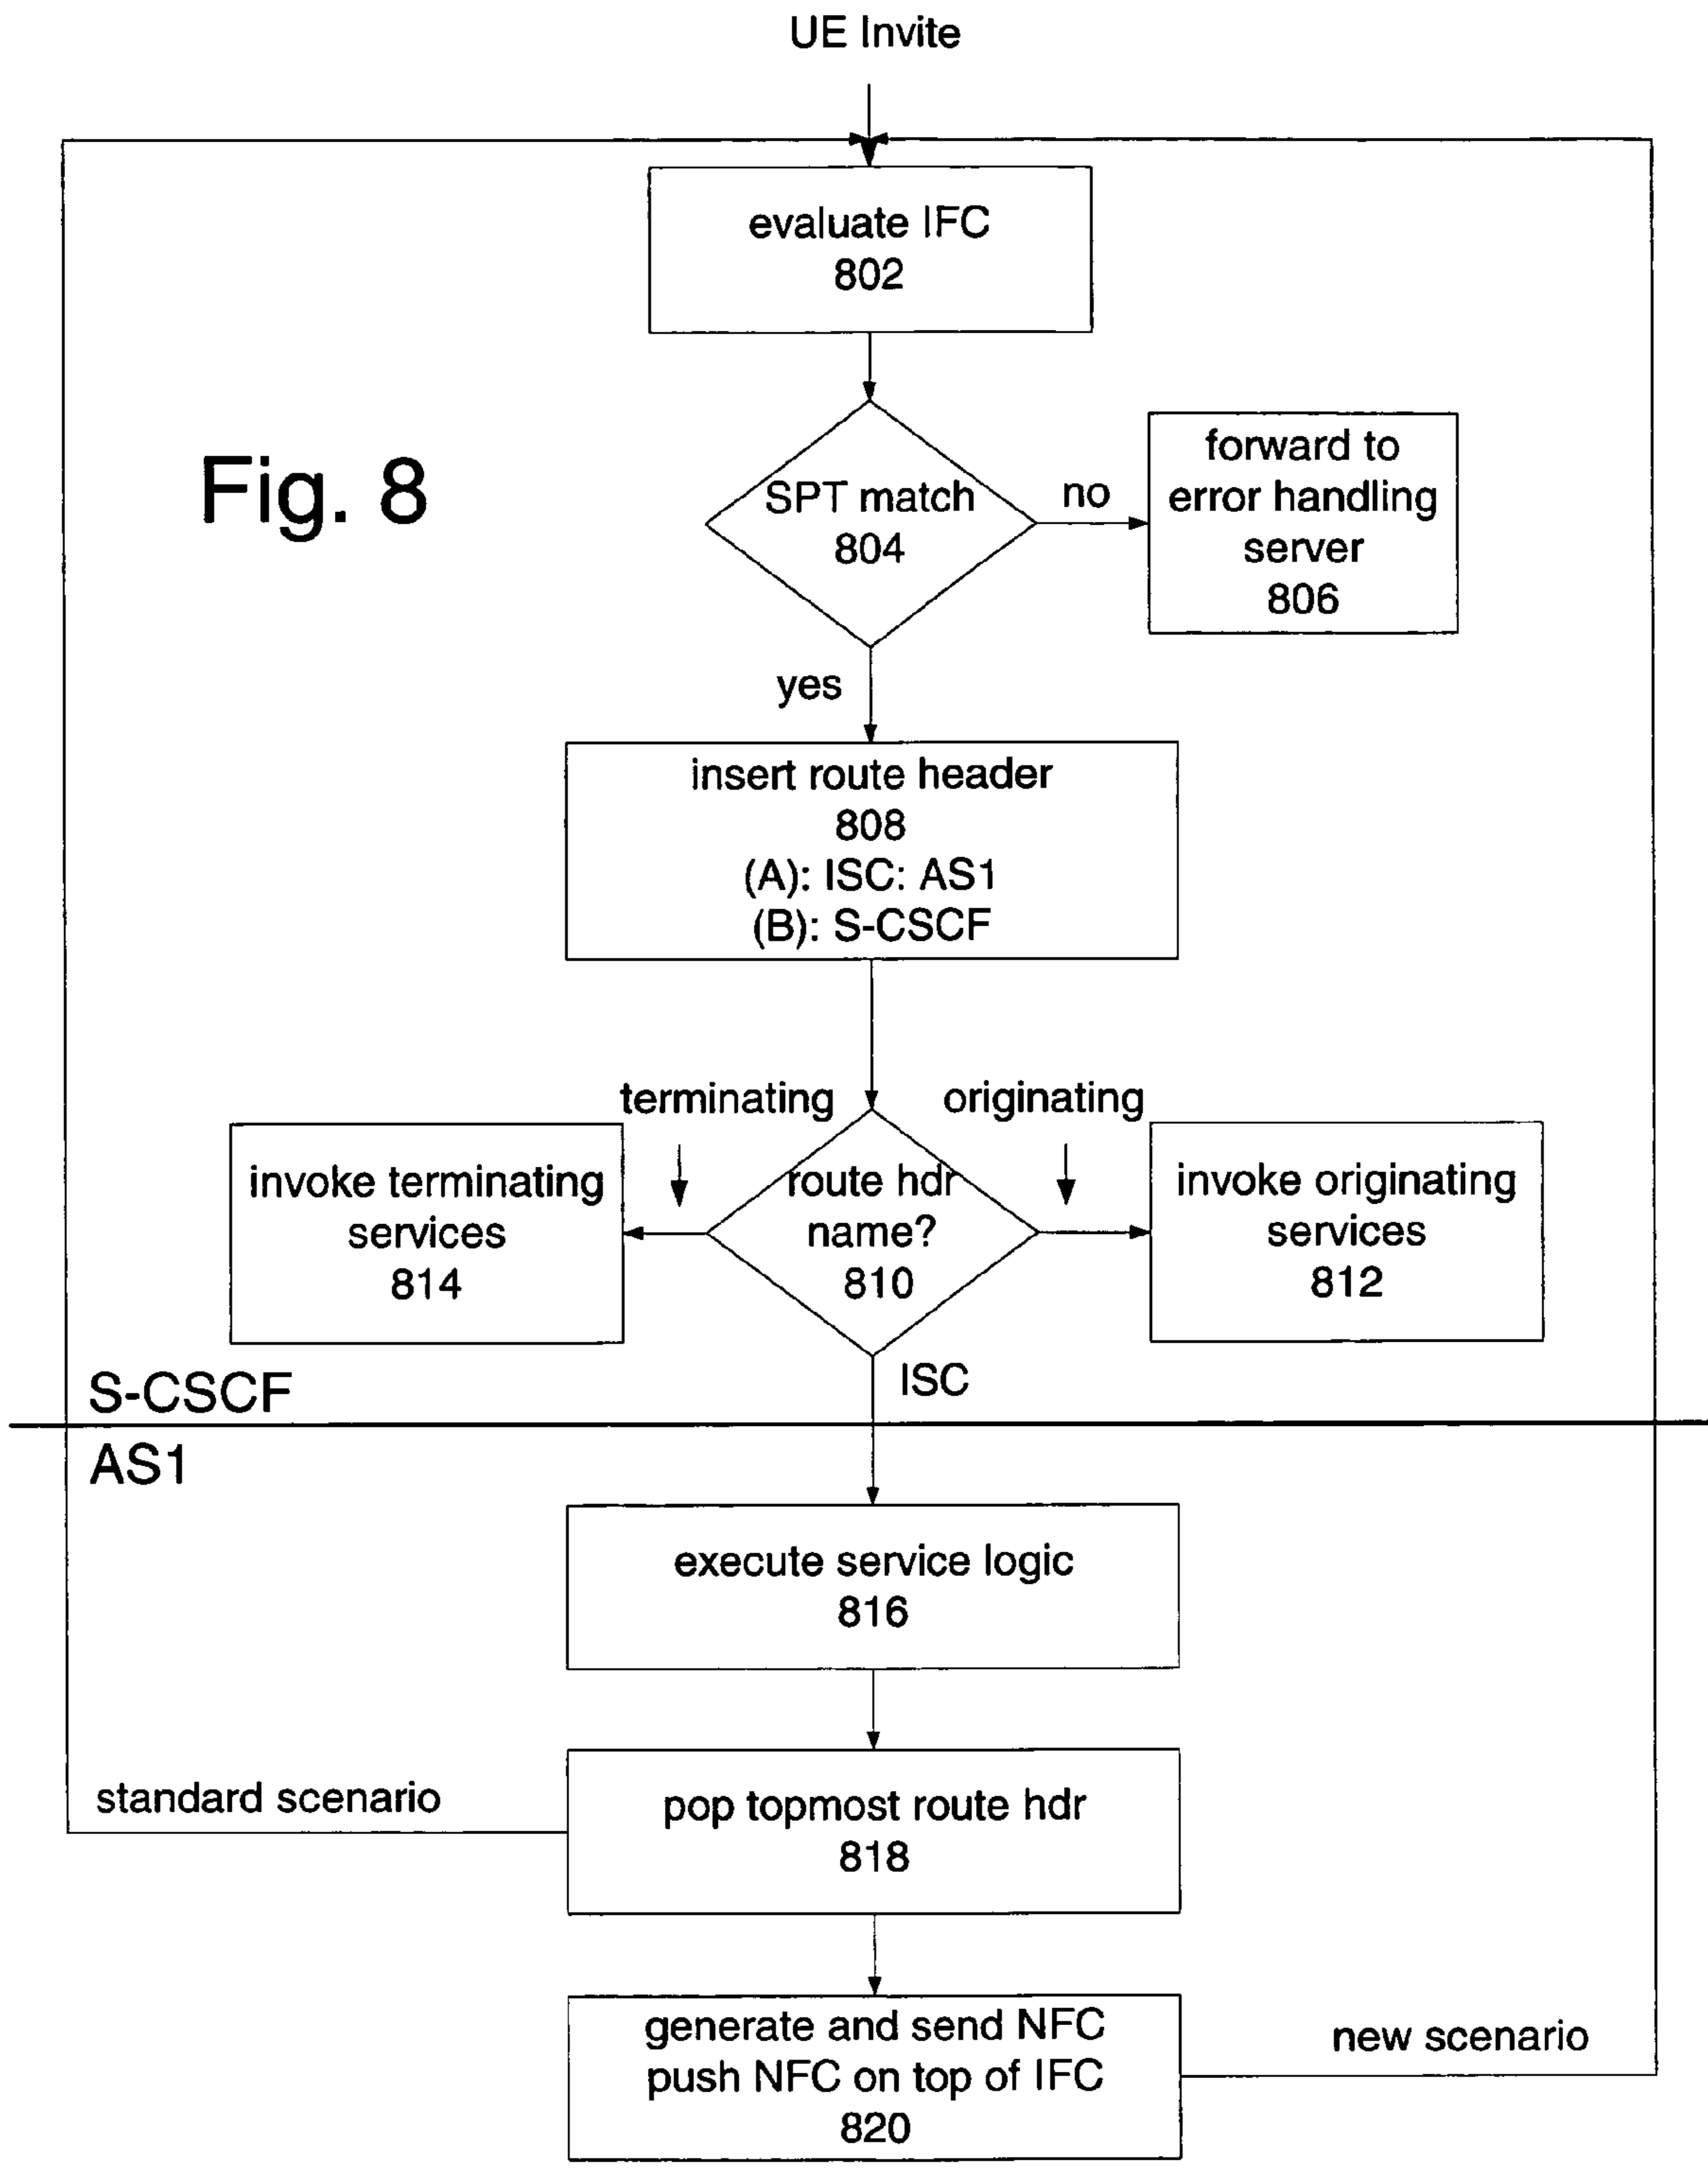 UE Invite
evaluate IFC
802
Fig. 8
SPT match
804
no
forward to
error handling
server
806
yes
insert route header
808
(A): ISC: AS1
(B): S-CSCF
terminating
originating
invoke terminating
services
814
route hdr
name?
810
invoke originating
services
812
ISC
S-CSCF
AS1
execute service logic
816
standard scenario
pop topmost route hdr
818
generate and send NFC
push NFC on top of IFC
820
new scenario